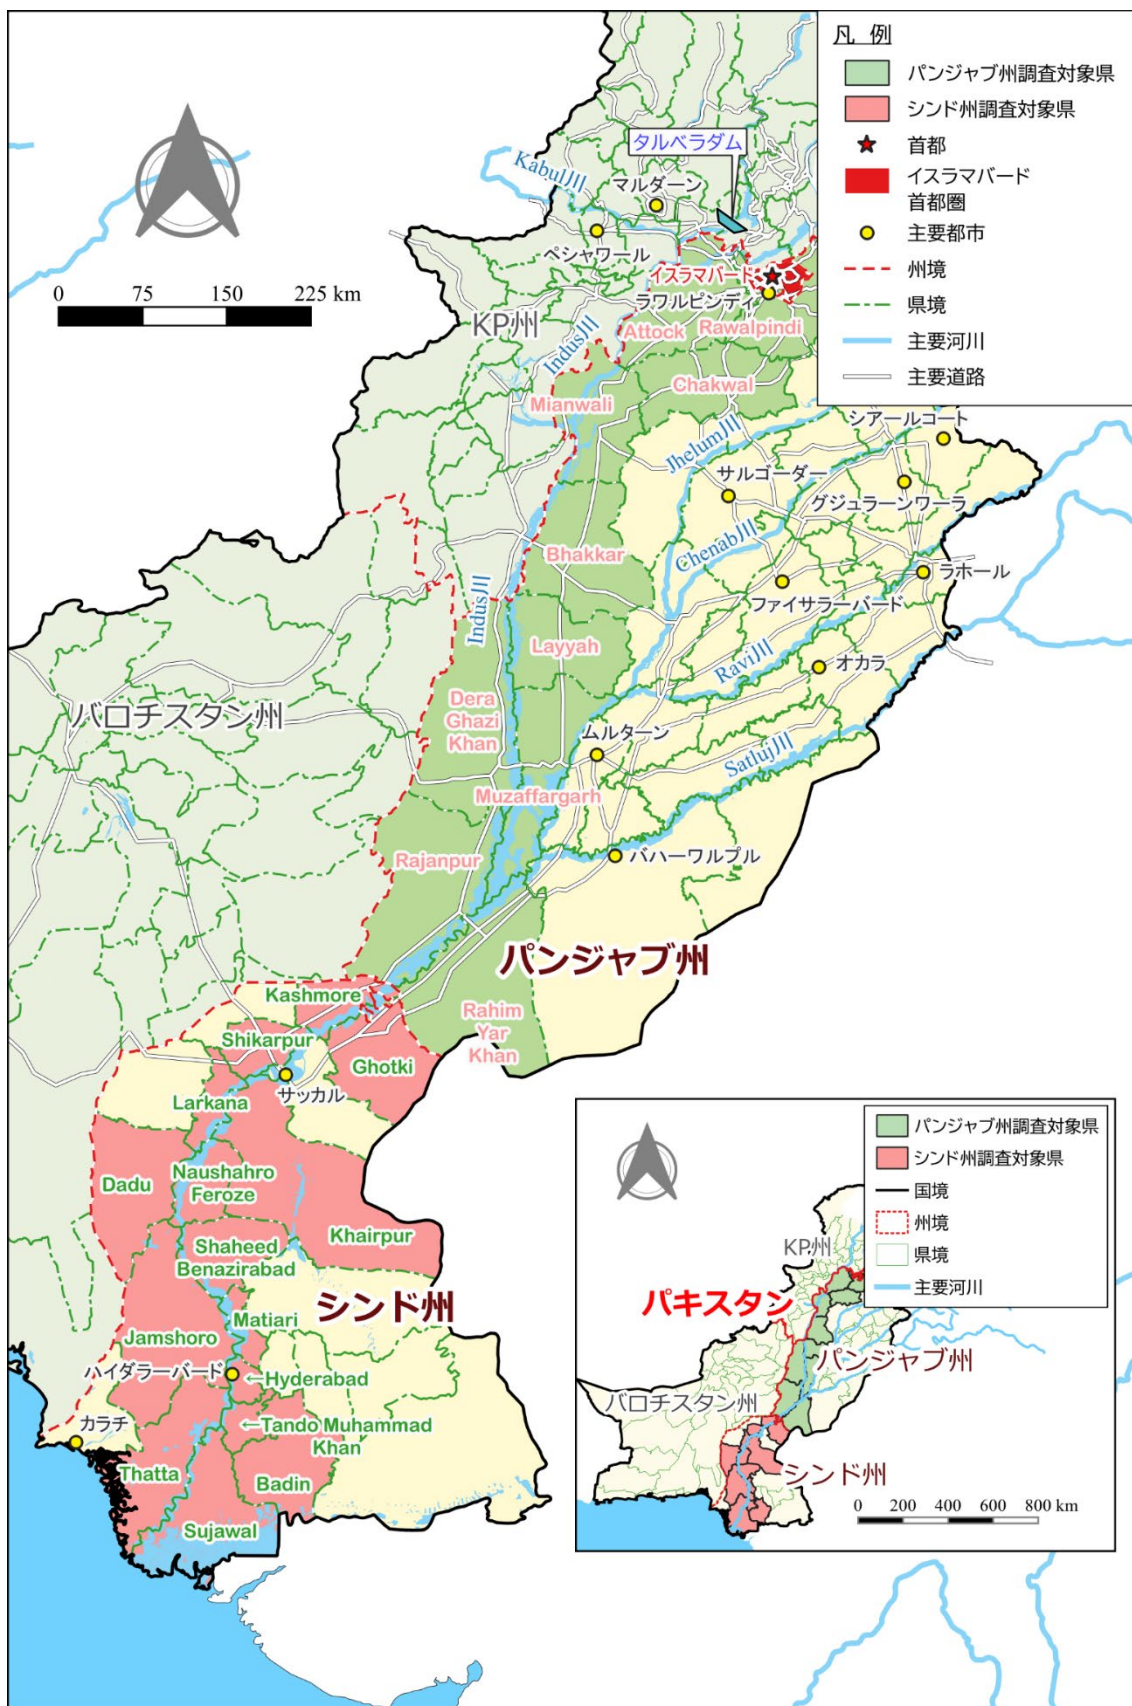 凡 例
パンジャブ州調査対象県
シンド州調査対象県
首都
イスラマバード
首都圏
主要都市
州境
県境
主要河川
主要道路
0 75 150 225 km
タルベラダム
Kabul川
マルダーン
ペシャワール
イスラマバード
ラワルピンディ
KP州
Indus川
Attock
Rawalpindi
Chakwal
Mianwali
シアールコート
Jhelum川
サルゴーダー
グジュラーンワーラ
Chenab川
Bhakkar
ラホール
ファイサラーバード
Indus川
Layyah
Ravi川
オカラ
Dera
Ghazi
Khan
バロチスタン州
ムルターン
Satluj川
Muzaffargarh
Rajanpur
バハーワルプル
パンジャブ州
Kashmore
Rahim
Yar
Khan
Shikarpur
Ghotki
サッカル
Larkana
Dadu
Naushahro
Feroze
Khairpur
Shaheed
Benazirabad
シンド州
Matiari
Jamshoro
ハイダラーバード
←Hyderabad
カラチ
←Tando Muhammad
Khan
Thatta
Badin
Sujawal
パンジャブ州調査対象県
シンド州調査対象県
国境
州境
県境
主要河川
KP州
パキスタン
パンジャブ州
バロチスタン州
シンド州
0 200 400 600 800 km